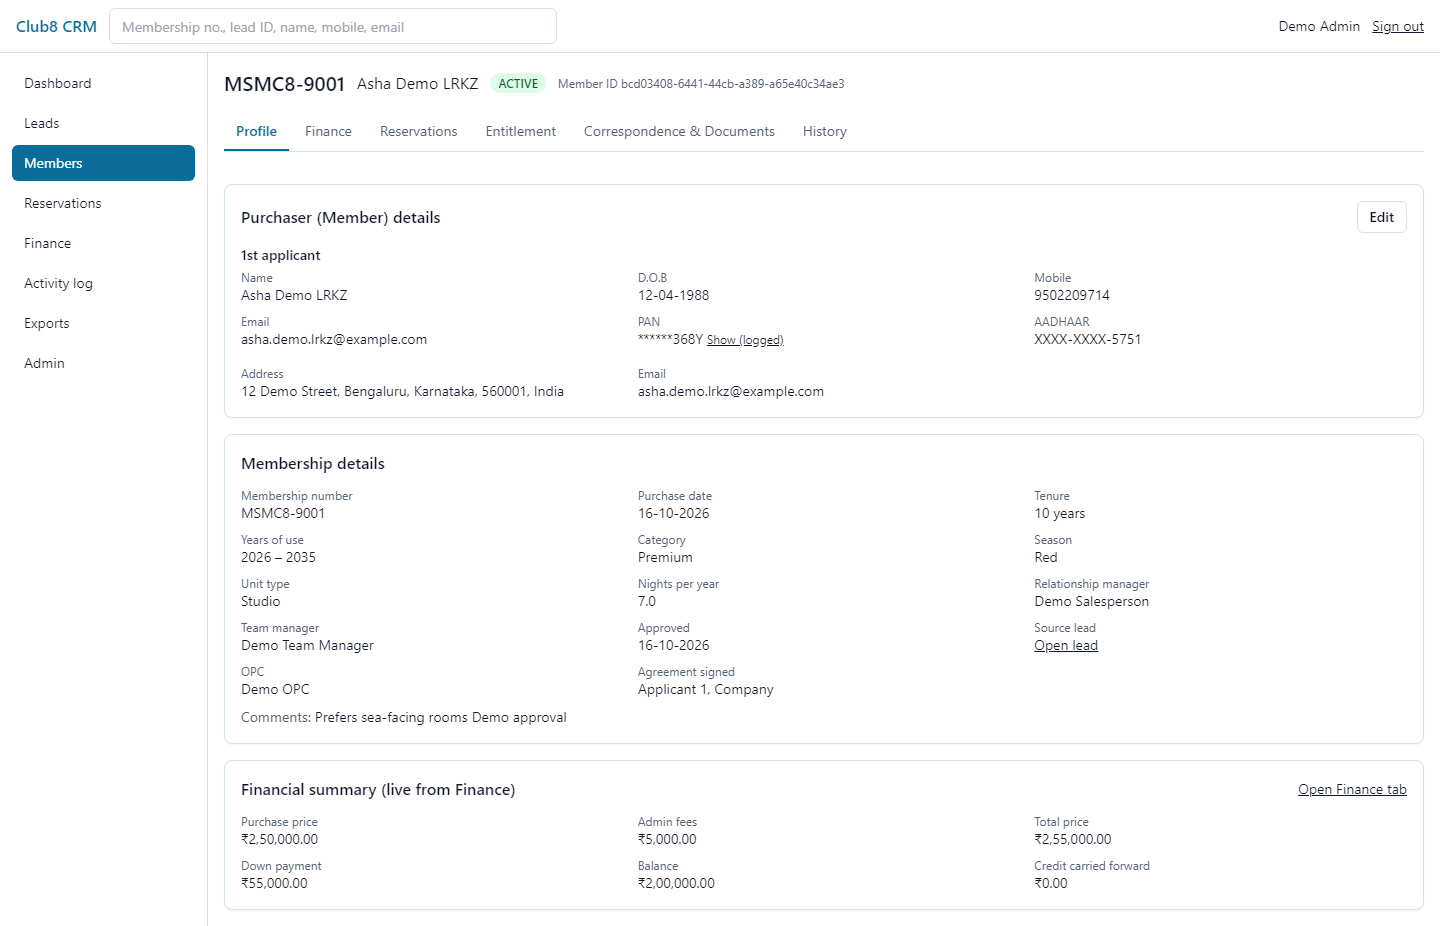 Club8 CRM
Membership no., lead ID, name, mobile, email
Demo Admin Sign out
Dashboard
Leads
Members
Reservations
Finance
Activity log
Exports
Admin
MSMC8-9001 Asha Demo LRKZ ACTIVE Member ID bcd03408-6441-44cb-a389-a65e40c34ae3
Profile Finance Reservations Entitlement Correspondence & Documents History
Purchaser (Member) details Edit
1st applicant
Name D.O.B Mobile
Asha Demo LRKZ 12-04-1988 9502209714
Email PAN AADHAAR
asha.demo.lrkz@example.com ******368Y Show (logged) XXXX-XXXX-5751
Address Email
12 Demo Street, Bengaluru, Karnataka, 560001, India asha.demo.lrkz@example.com
Membership details
Membership number Purchase date Tenure
MSMC8-9001 16-10-2026 10 years
Years of use Category Season
2026 – 2035 Premium Red
Unit type Nights per year Relationship manager
Studio 7.0 Demo Salesperson
Team manager Approved Source lead
Demo Team Manager 16-10-2026 Open lead
OPC Agreement signed
Demo OPC Applicant 1, Company
Comments: Prefers sea-facing rooms Demo approval
Financial summary (live from Finance) Open Finance tab
Purchase price Admin fees Total price
₹2,50,000.00 ₹5,000.00 ₹2,55,000.00
Down payment Balance Credit carried forward
₹55,000.00 ₹2,00,000.00 ₹0.00